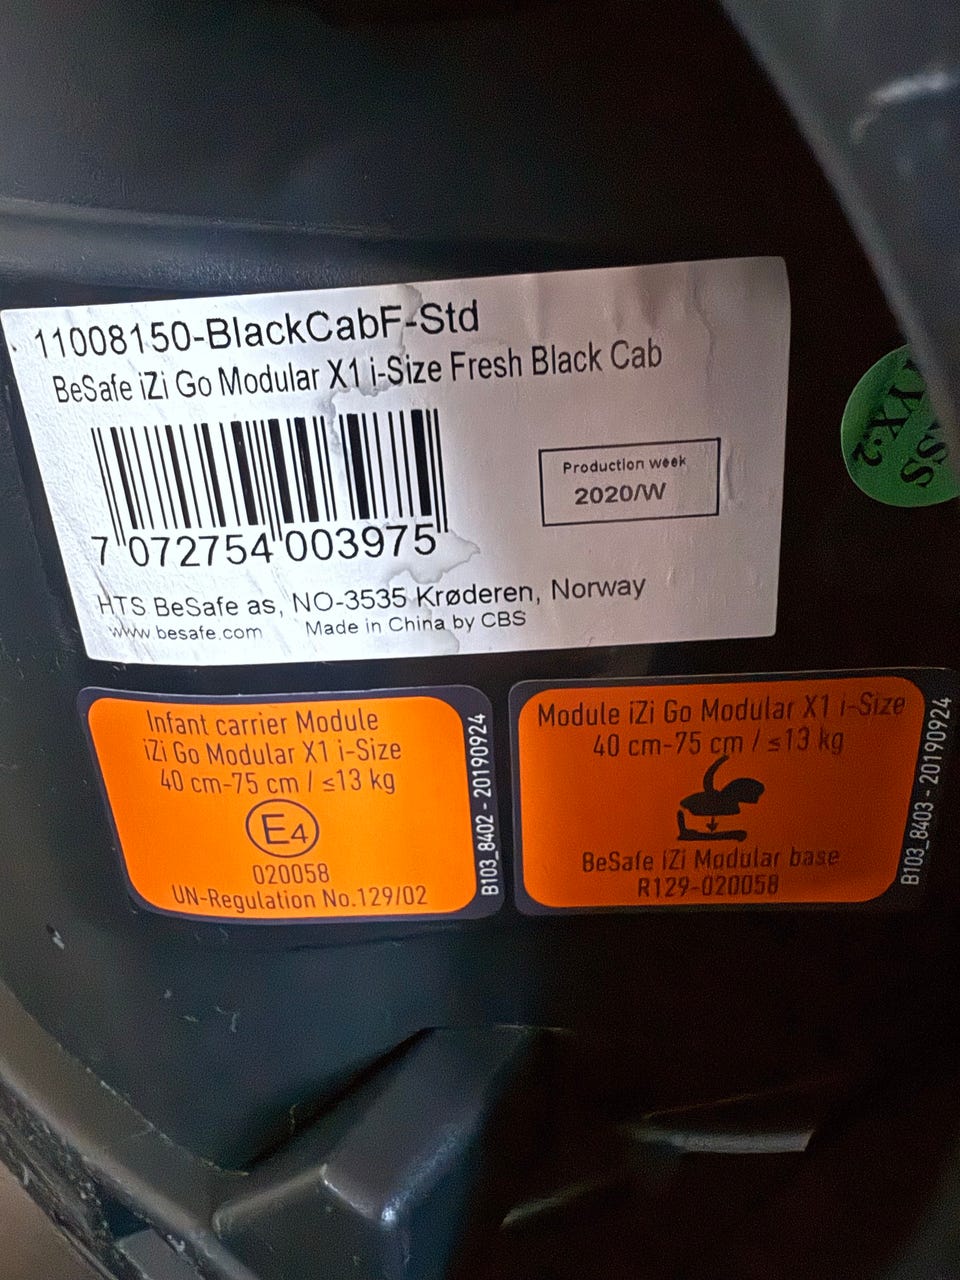 11008150-BlackCabF-Std
BeSafe iZi Go Modular X1 i-Size Fresh Black Cab
Production week
2020/W
7 072754 003975
HTS BeSafe as, NO-3535 Krøderen, Norway
www.besafe.com Made in China by CBS
Infant carrier Module
iZi Go Modular X1 i-Size
40 cm-75 cm / ≤13 kg
E4
020058
UN-Regulation No.129/02
B103_8402 - 20190924
Module iZi Go Modular X1 i-Size
40 cm-75 cm / ≤13 kg
BeSafe iZi Modular base
R129-020058
B103_8403 - 20190924